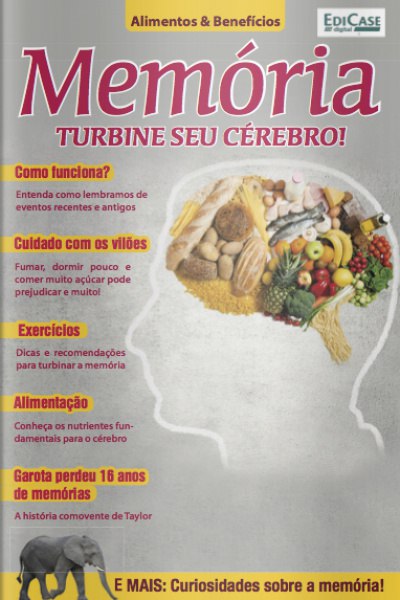 Alimentos & Benefícios
EDICASE
digital
Memória
TURBINE SEU CÉREBRO!
Como funciona?
Entenda como lembramos de
eventos recentes e antigos
Cuidado com os vilões
Fumar, dormir pouco e
comer muito açúcar pode
prejudicar e muito!
Exercícios
Dicas e recomendações
para turbinar a memória
Alimentação
Conheça os nutrientes fun-
damentais para o cérebro
Garota perdeu 16 anos
de memórias
A história comovente de Taylor
E MAIS: Curiosidades sobre a memória!